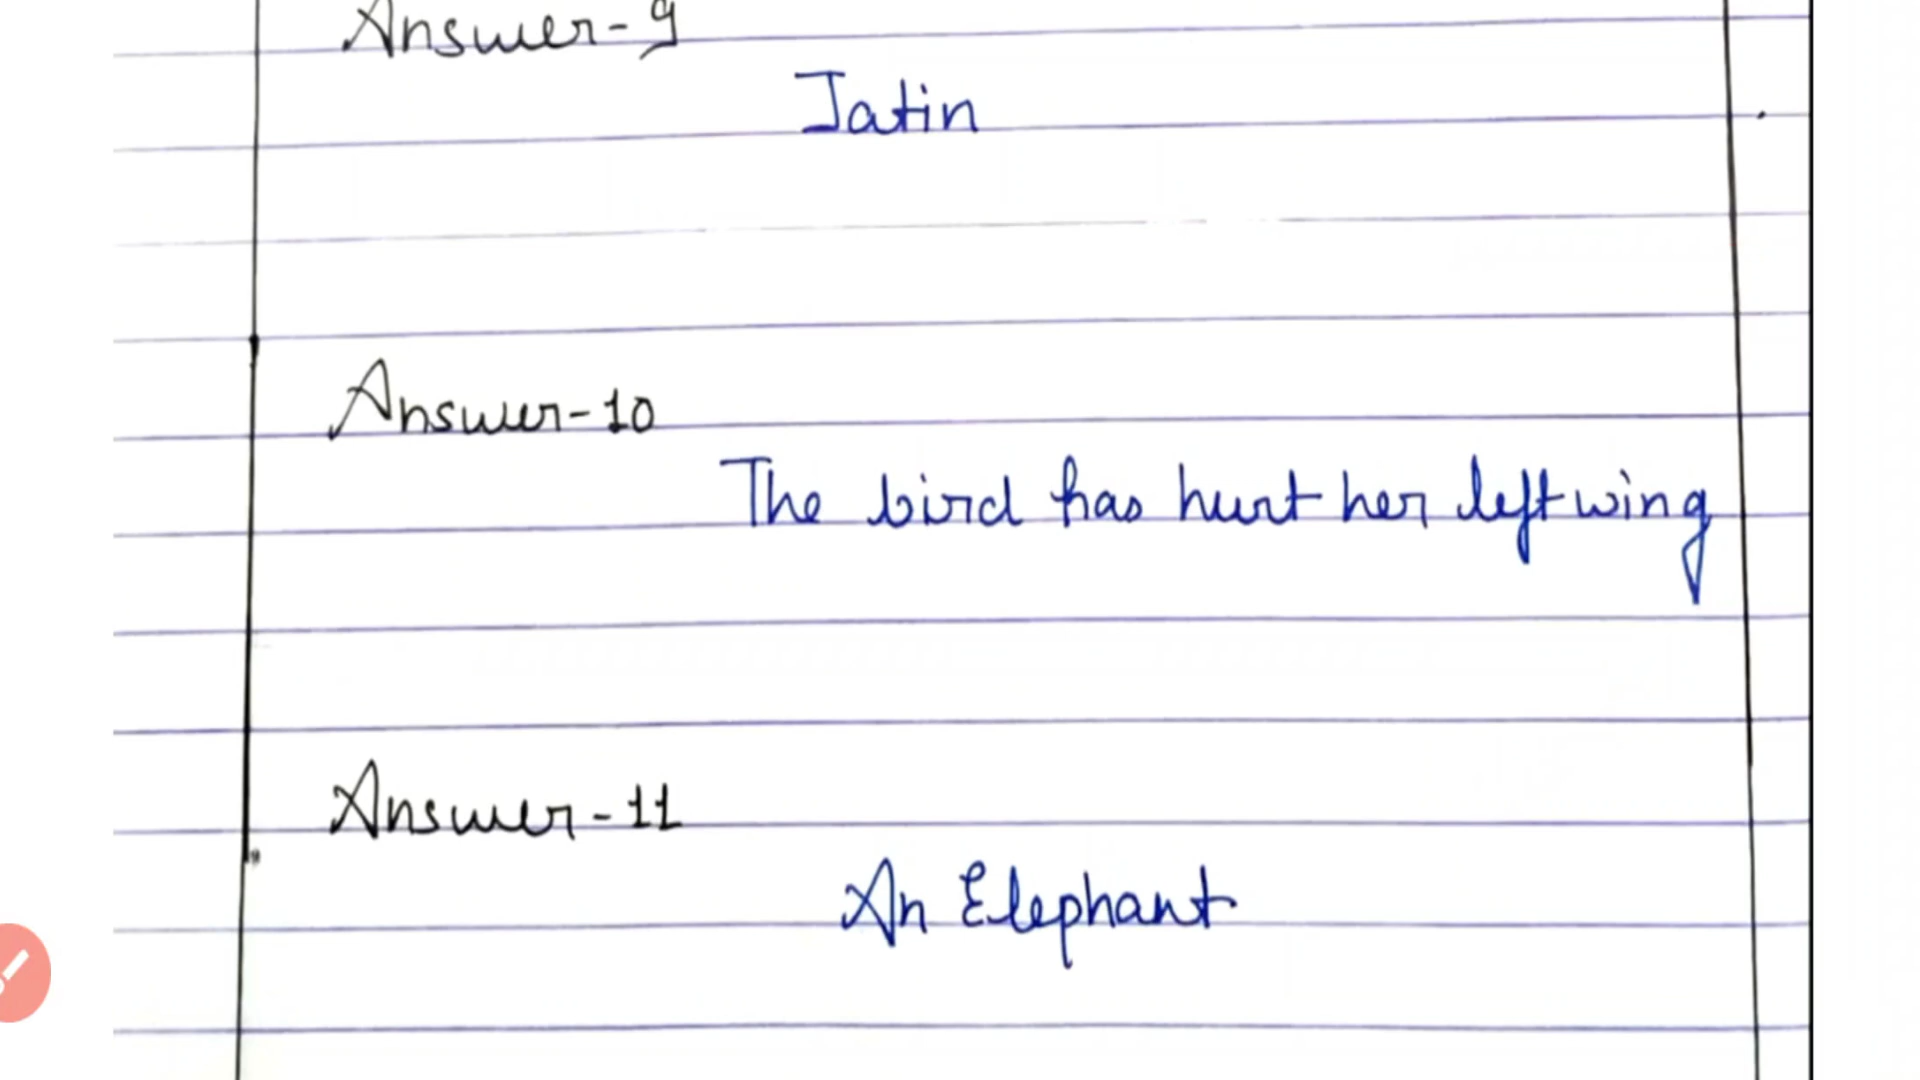 Answer-9
Jatin
Answer-10
The bird has hurt her left wing
Answer-11
An Elephant